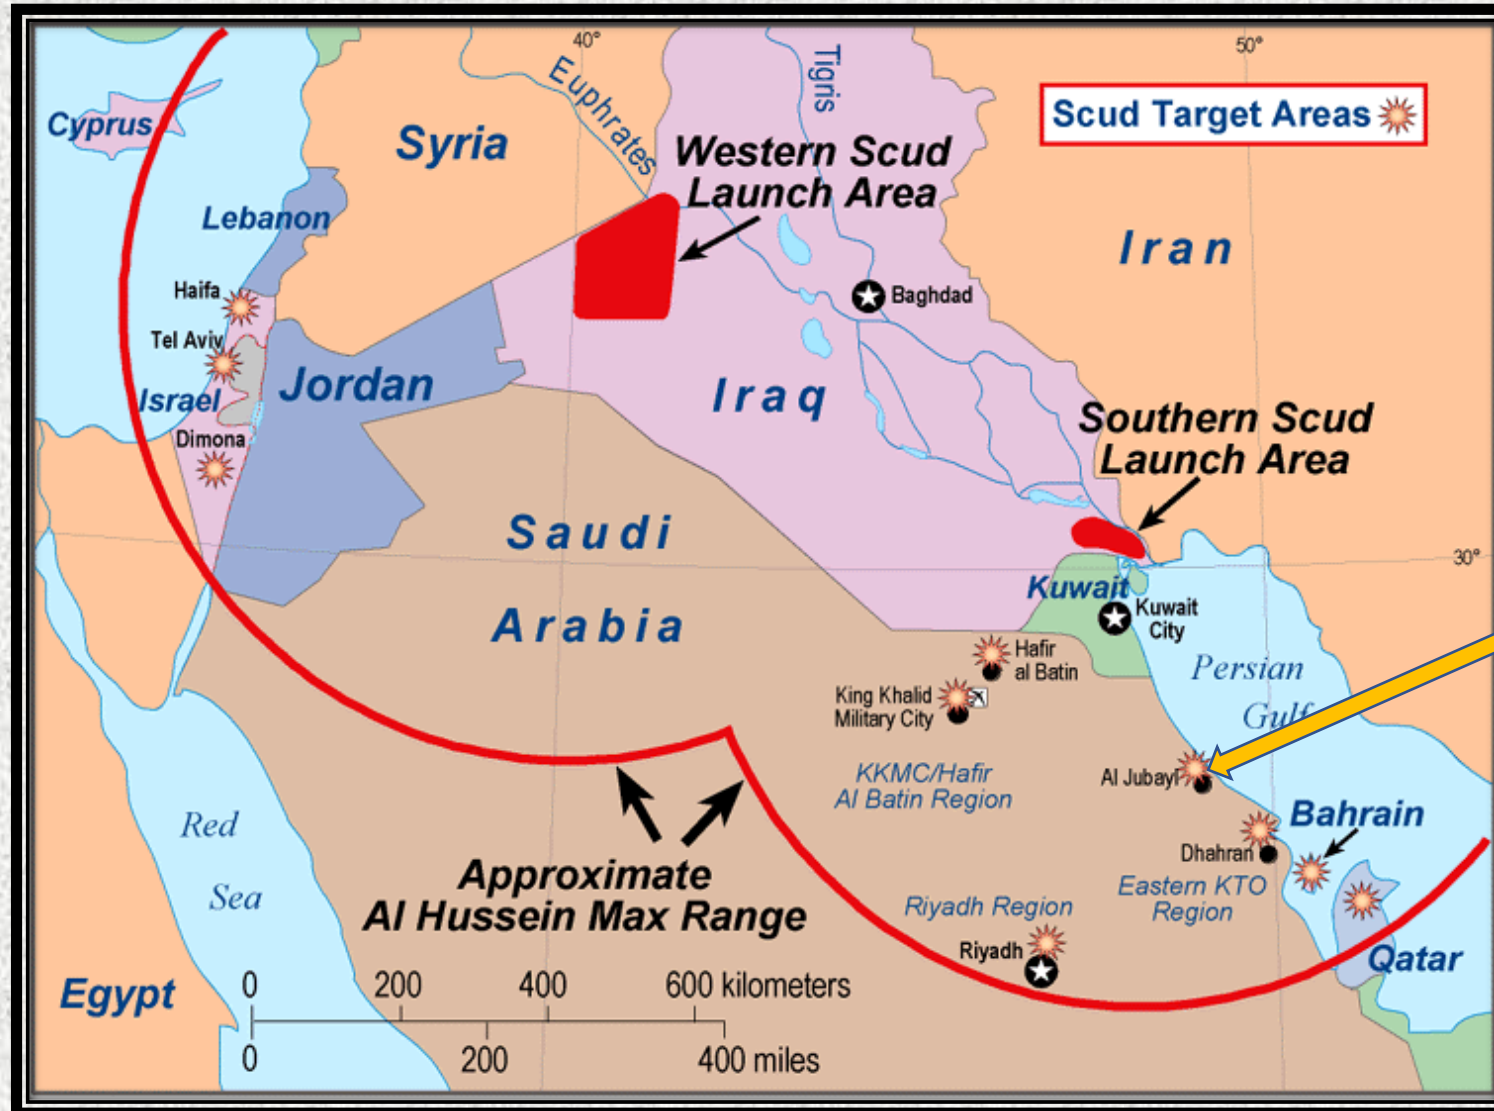 40°
50°
Scud Target Areas
Tigris
Euphrates
Cyprus
Syria
Western Scud
Launch Area
Lebanon
Iran
Haifa
Baghdad
Tel Aviv
Jordan
Israel
Iraq
Dimona
Southern Scud
Launch Area
Saudi
Arabia
30°
Kuwait
Kuwait
City
Hafir
al Batin
Persian
Gulf
King Khalid
Military City
KKMC/Hafir
Al Batin Region
Al Jubayl
Red
Sea
Bahrain
Dhahran
Approximate
Al Hussein Max Range
Eastern KTO
Region
Riyadh Region
Riyadh
Qatar
Egypt
0 200 400 600 kilometers
0 200 400 miles